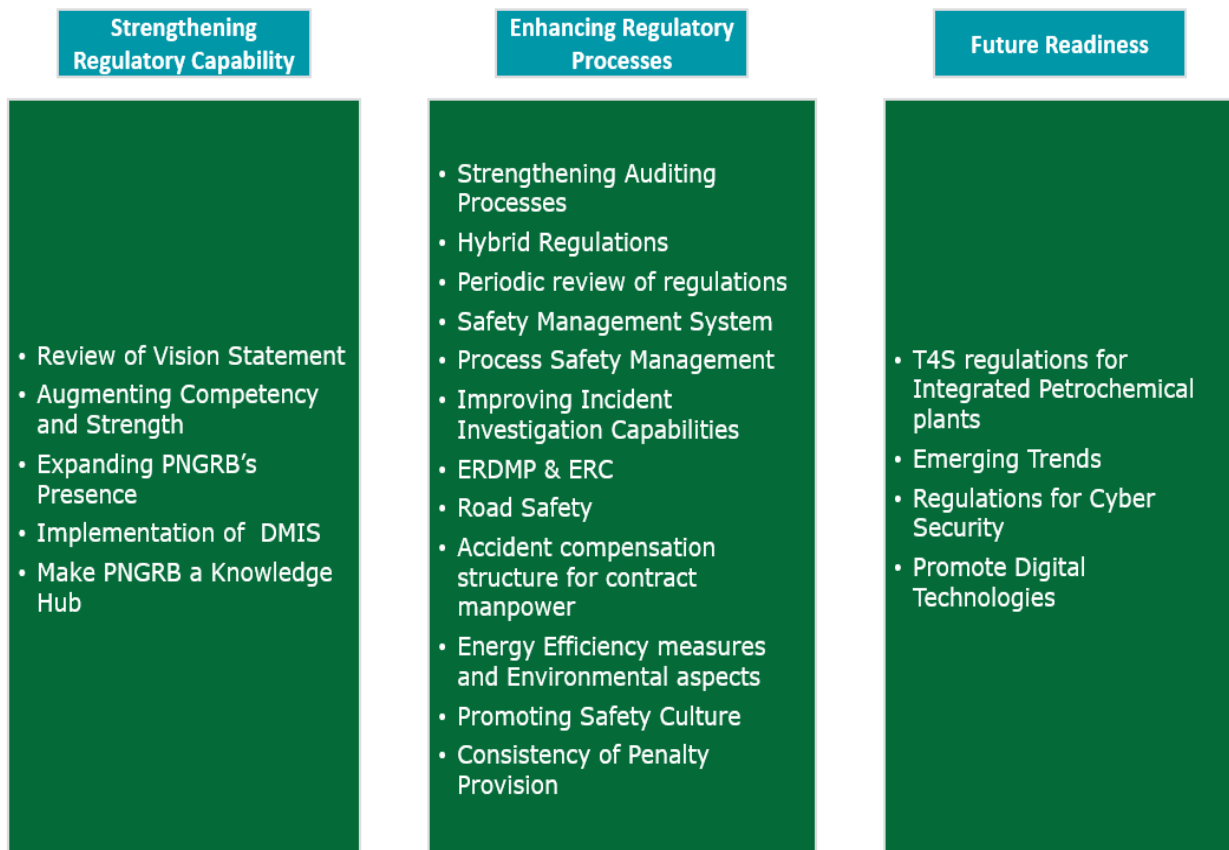 Strengthening
Regulatory Capability
• Review of Vision Statement
• Augmenting Competency
and Strength
• Expanding PNGRB’s
Presence
• Implementation of  DMIS
• Make PNGRB a Knowledge
Hub
Enhancing Regulatory
Processes
• Strengthening Auditing
Processes
• Hybrid Regulations
• Periodic review of regulations
• Safety Management System
• Process Safety Management
• Improving Incident
Investigation Capabilities
• ERDMP & ERC
• Road Safety
• Accident compensation
structure for contract
manpower
• Energy Efficiency measures
and Environmental aspects
• Promoting Safety Culture
• Consistency of Penalty
Provision
Future Readiness
• T4S regulations for
Integrated Petrochemical
plants
• Emerging Trends
• Regulations for Cyber
Security
• Promote Digital
Technologies